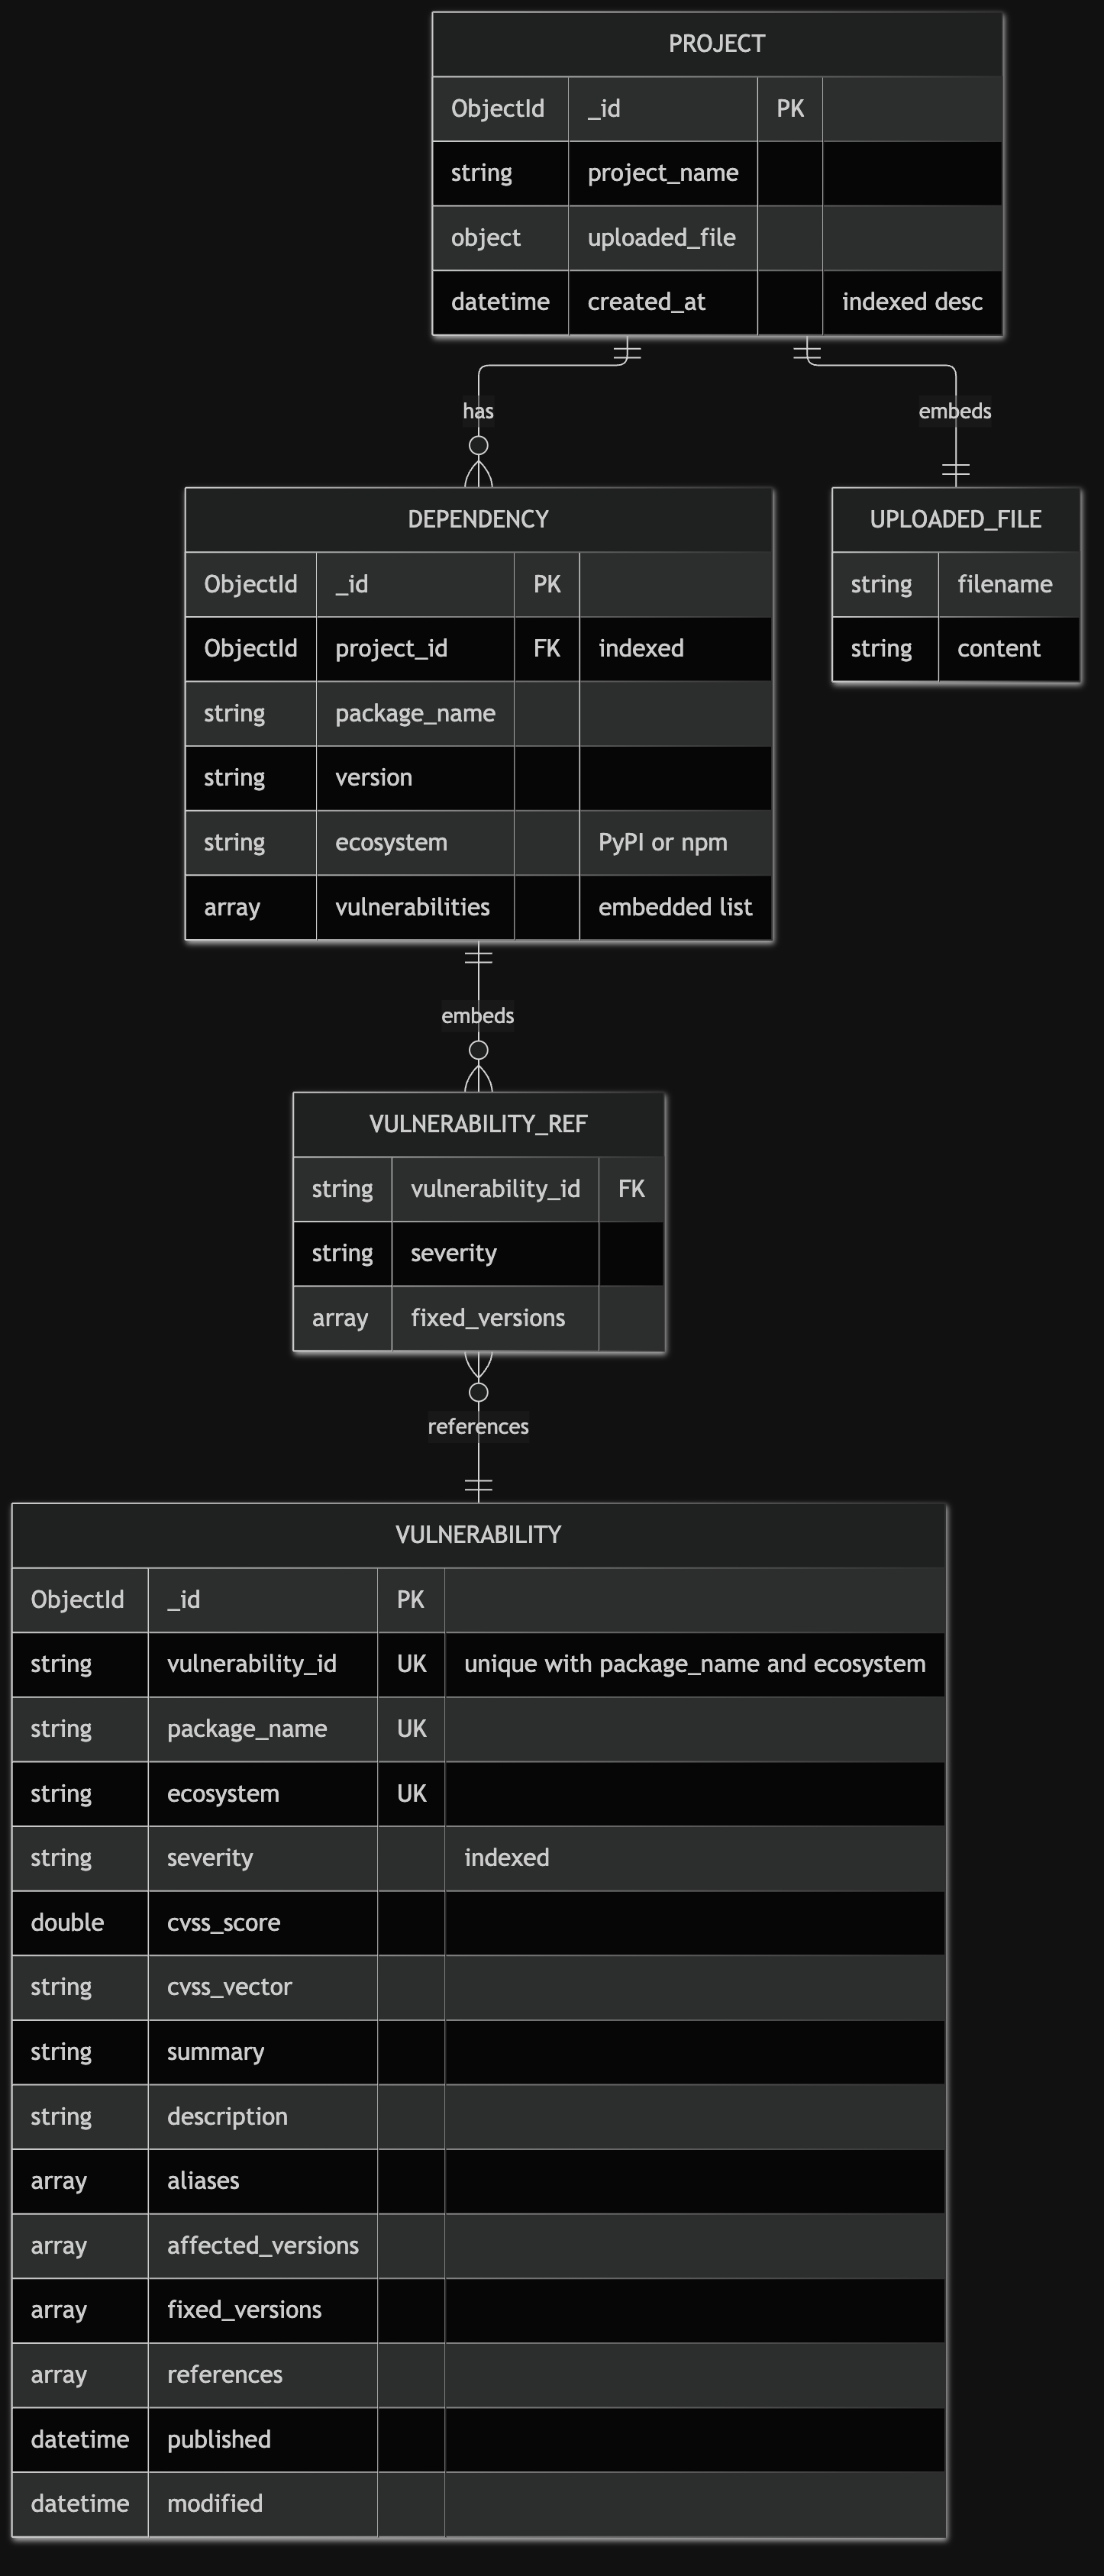 PROJECT
ObjectId _id PK
string project_name
object uploaded_file
datetime created_at indexed desc
has
embeds
DEPENDENCY
ObjectId _id PK
ObjectId project_id FK indexed
string package_name
string version
string ecosystem PyPI or npm
array vulnerabilities embedded list
UPLOADED_FILE
string filename
string content
embeds
VULNERABILITY_REF
string vulnerability_id FK
string severity
array fixed_versions
references
VULNERABILITY
ObjectId _id PK
string vulnerability_id UK unique with package_name and ecosystem
string package_name UK
string ecosystem UK
string severity indexed
double cvss_score
string cvss_vector
string summary
string description
array aliases
array affected_versions
array fixed_versions
array references
datetime published
datetime modified